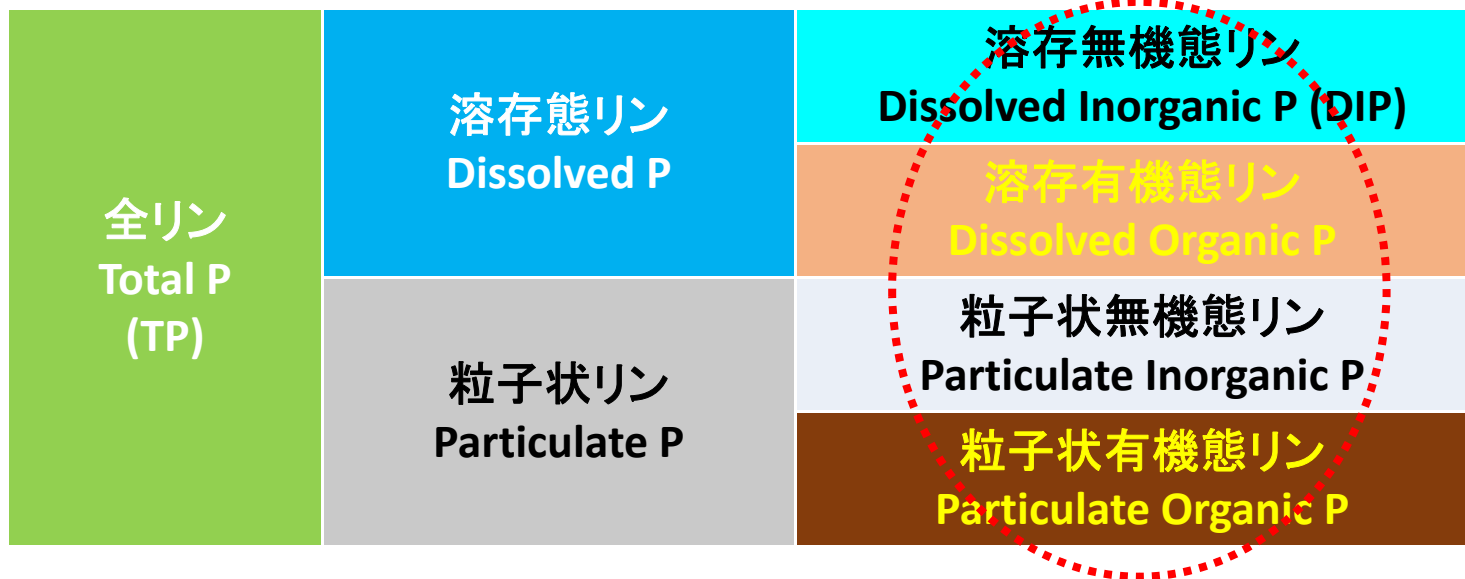 全リン
Total P
(TP)
溶存態リン
Dissolved P
粒子状リン
Particulate P
溶存無機態リン
Dissolved Inorganic P (DIP)
溶存有機態リン
Dissolved Organic P
粒子状無機態リン
Particulate Inorganic P
粒子状有機態リン
Particulate Organic P